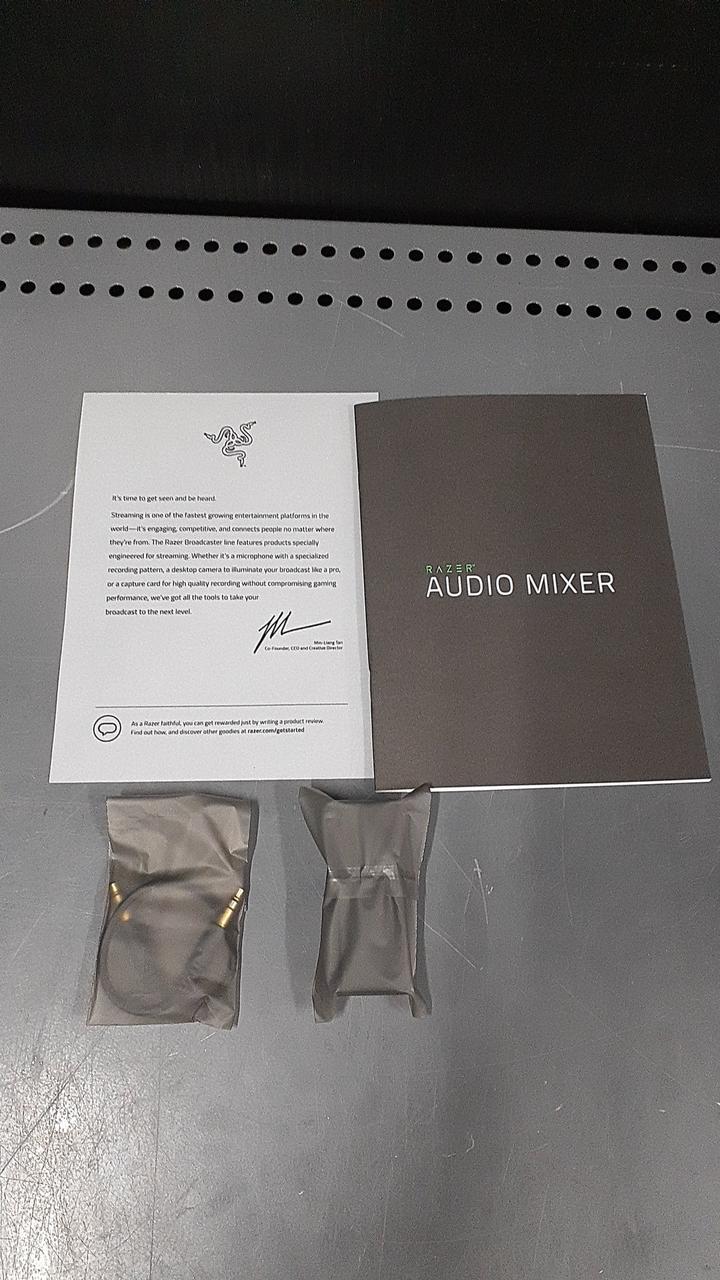 It's time to get seen and be heard.
Streaming is one of the fastest growing entertainment platforms in the
world—it's engaging, competitive, and connects people no matter where
they're from. The Razer Broadcaster line features products specially
engineered for streaming. Whether it's a microphone with a specialized
recording pattern, a desktop camera to illuminate your broadcast like a pro,
or a capture card for high quality recording without compromising gaming
performance, we've got all the tools to take your
broadcast to the next level.
Min-Liang Tan
Co-Founder, CEO and Creative Director
As a Razer faithful, you can get rewarded just by writing a product review.
Find out how, and discover other goodies at razer.com/getstarted
RAZER
AUDIO MIXER